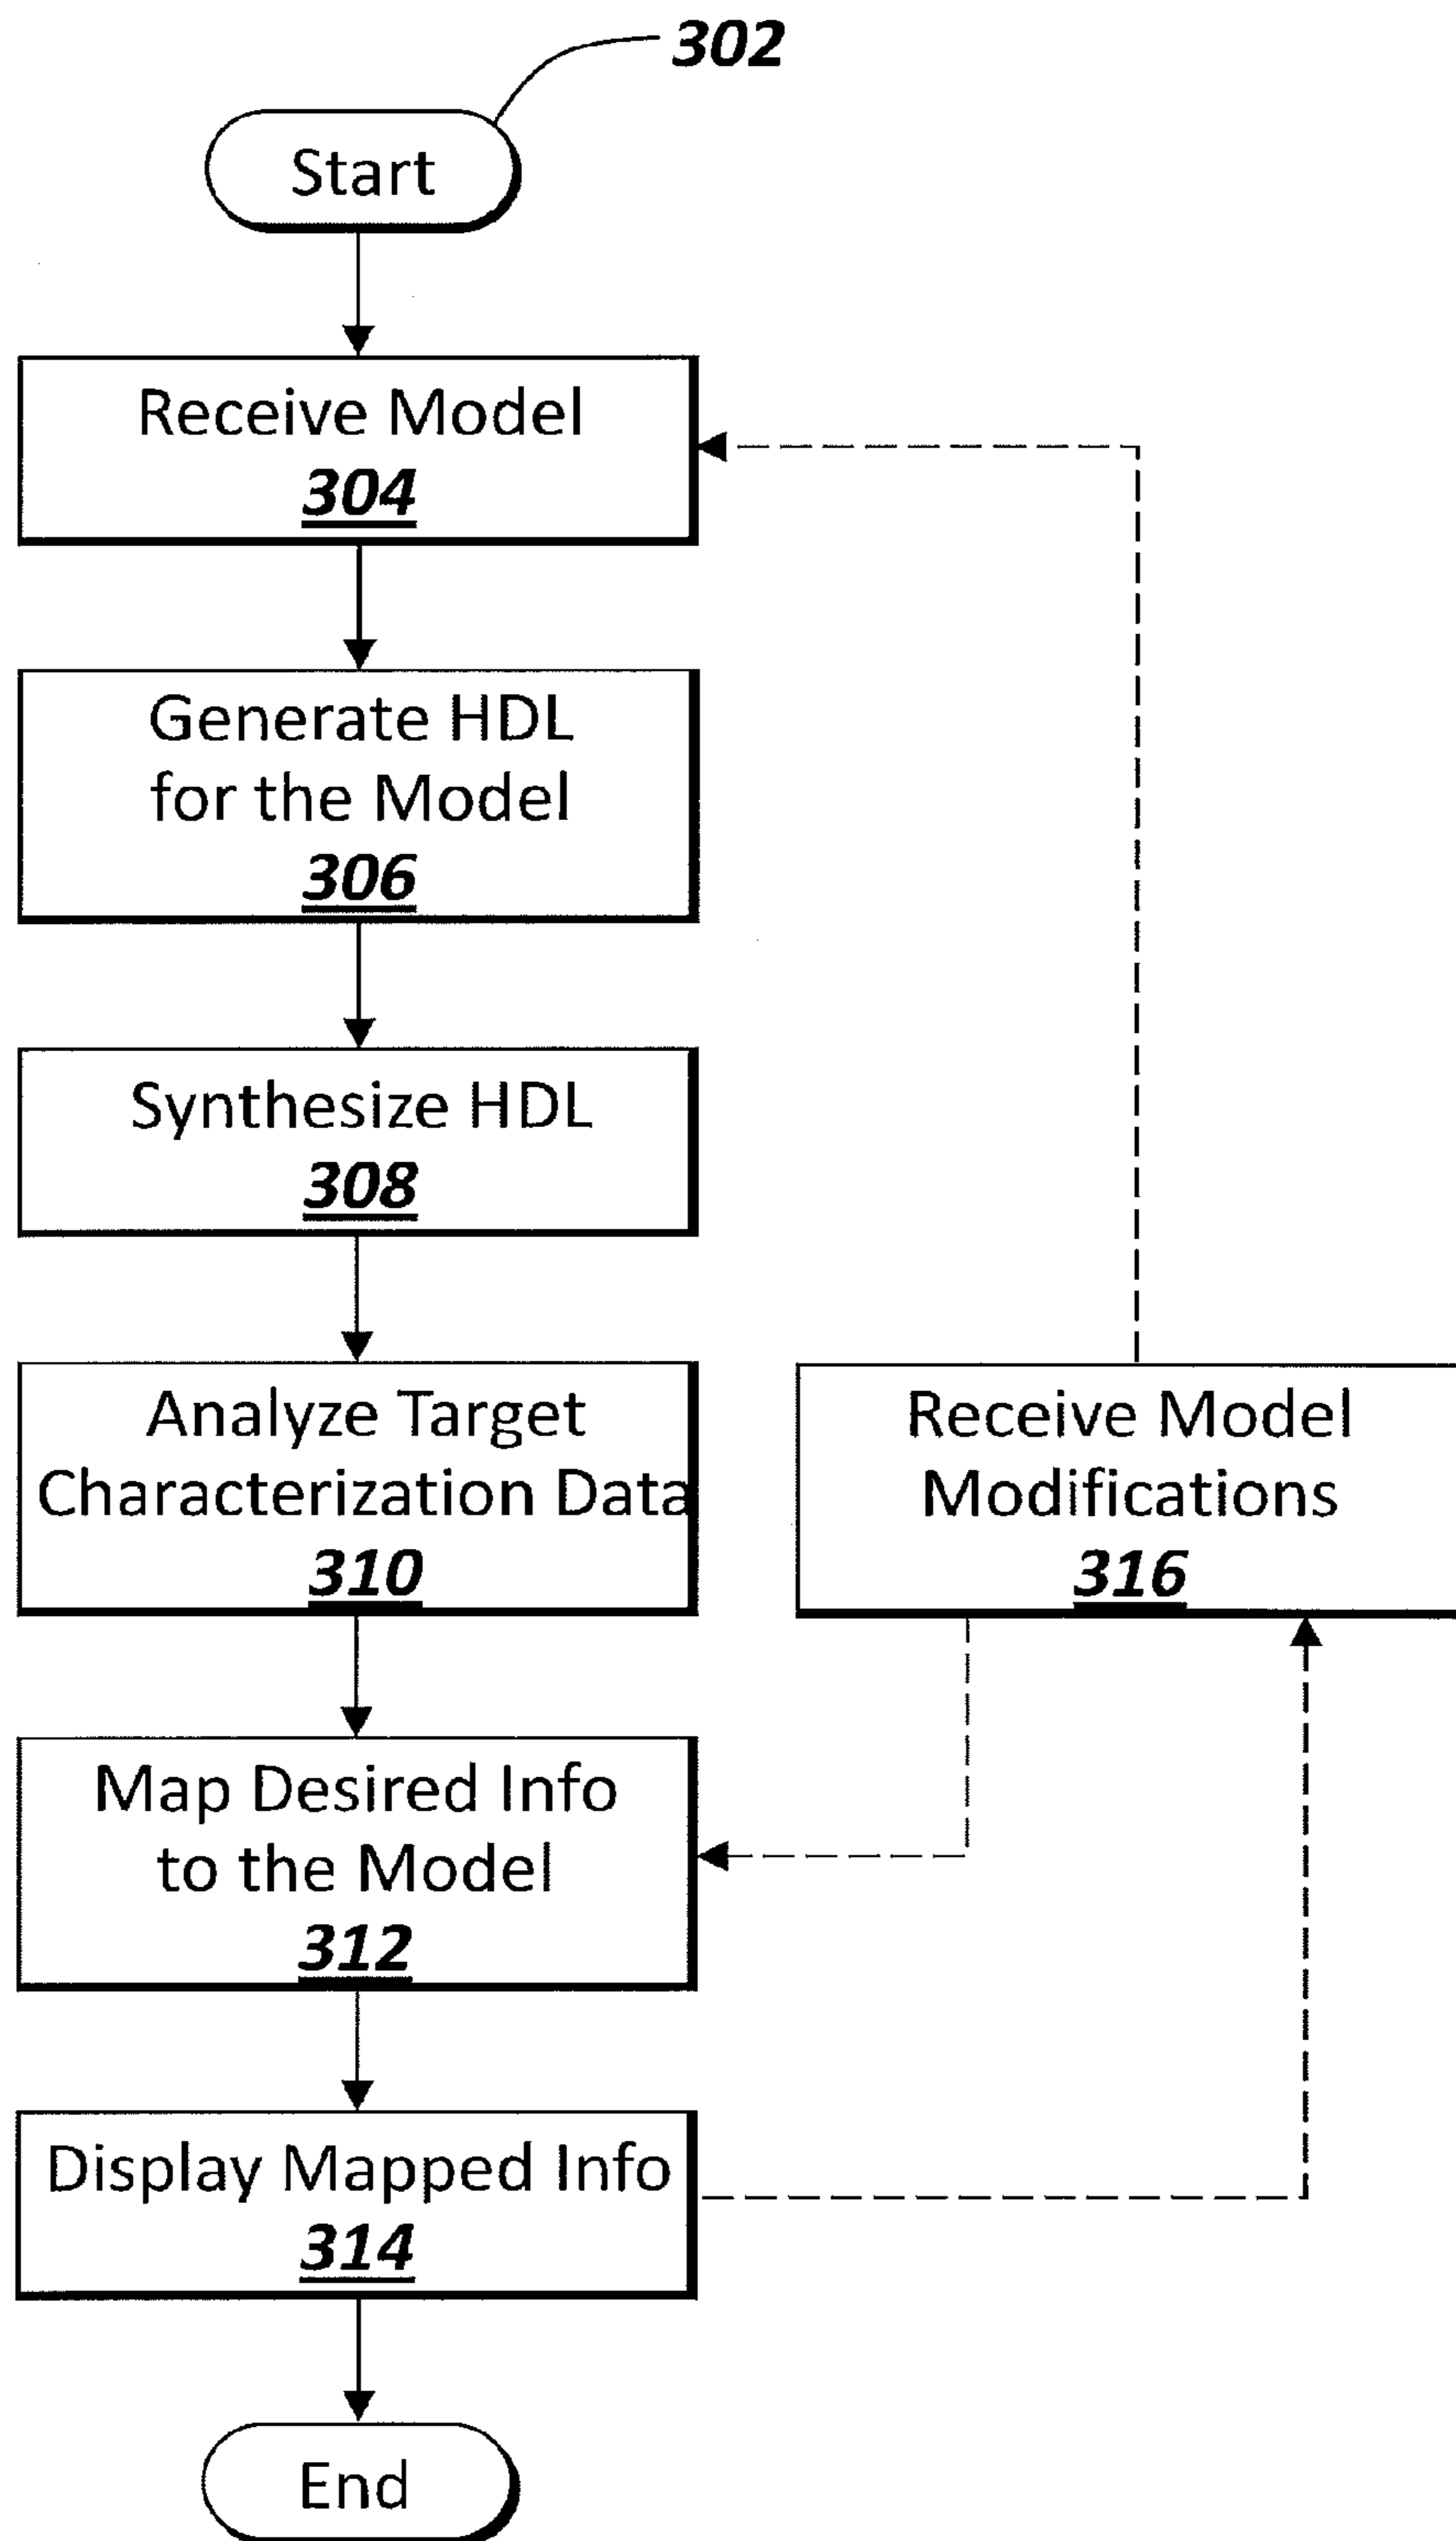 302
Start
Receive Model
304
Generate HDL
for the Model
306
Synthesize HDL
308
Analyze Target
Characterization Data
310
Receive Model
Modifications
316
Map Desired Info
to the Model
312
Display Mapped Info
314
End